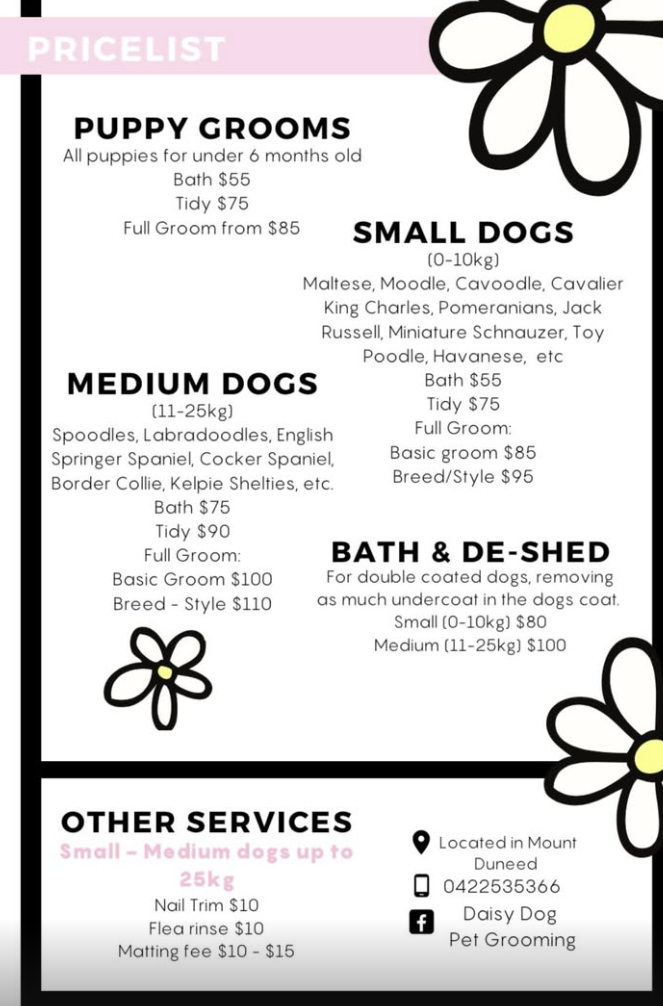 PRICELIST
PUPPY GROOMS
All puppies for under 6 months old
Bath $55
Tidy $75
Full Groom from $85
SMALL DOGS
(0-10kg)
Maltese, Moodle, Cavoodle, Cavalier
King Charles, Pomeranians, Jack
Russell, Miniature Schnauzer, Toy
Poodle, Havanese, etc
Bath $55
Tidy $75
Full Groom:
Basic groom $85
Breed/Style $95
MEDIUM DOGS
(11-25kg)
Spoodles, Labradoodles, English
Springer Spaniel, Cocker Spaniel,
Border Collie, Kelpie Shelties, etc.
Bath $75
Tidy $90
Full Groom:
Basic Groom $100
Breed - Style $110
BATH & DE-SHED
For double coated dogs, removing
as much undercoat in the dogs coat.
Small (0-10kg) $80
Medium (11-25kg) $100
OTHER SERVICES
Small - Medium dogs up to
25kg
Nail Trim $10
Flea rinse $10
Matting fee $10 - $15
Located in Mount
Duneed
0422535366
Daisy Dog
Pet Grooming